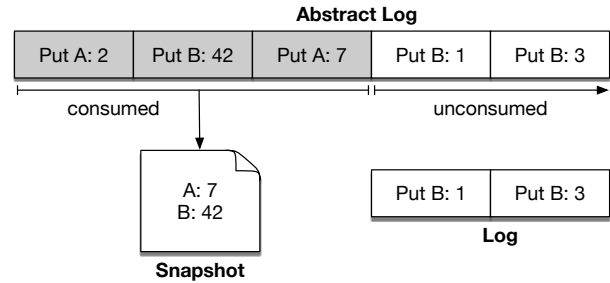 Abstract Log
Put A: 2 Put B: 42 Put A: 7 Put B: 1 Put B: 3
consumed unconsumed
A: 7
B: 42
Put B: 1 Put B: 3
Log
Snapshot